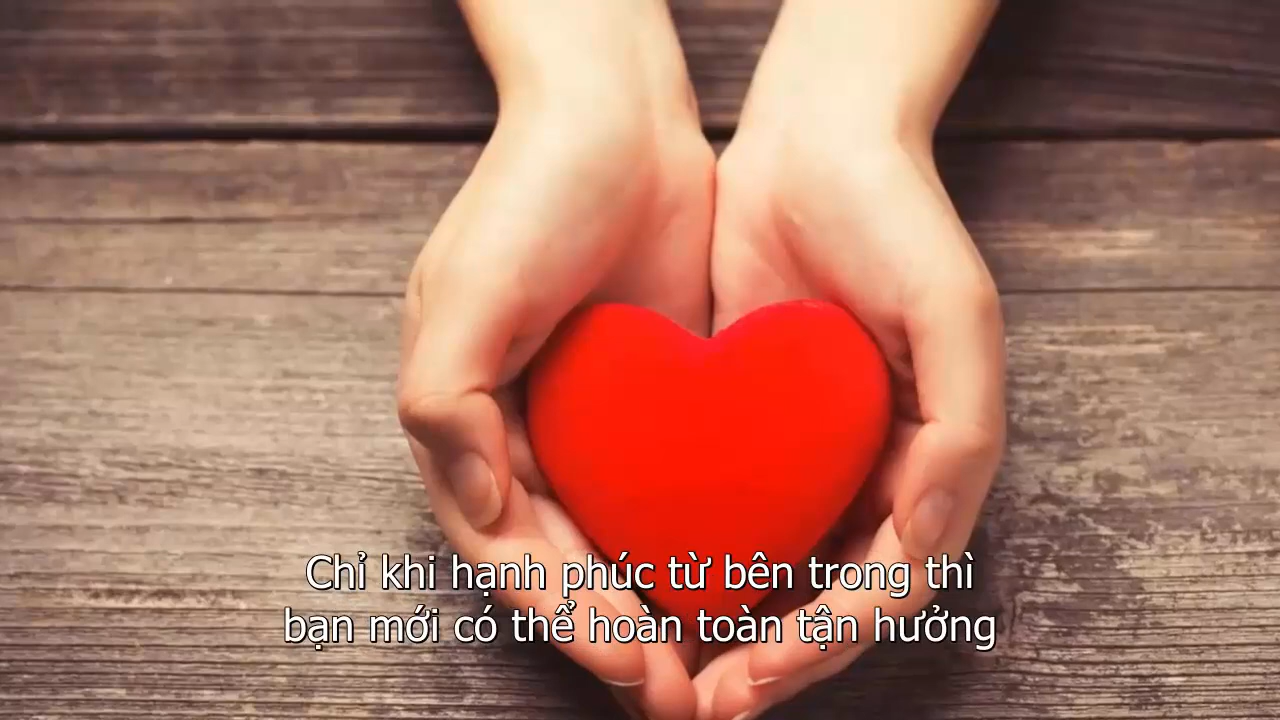 Chỉ khi hạnh phúc từ bên trong thì
bạn mới có thể hoàn toàn tận hưởng